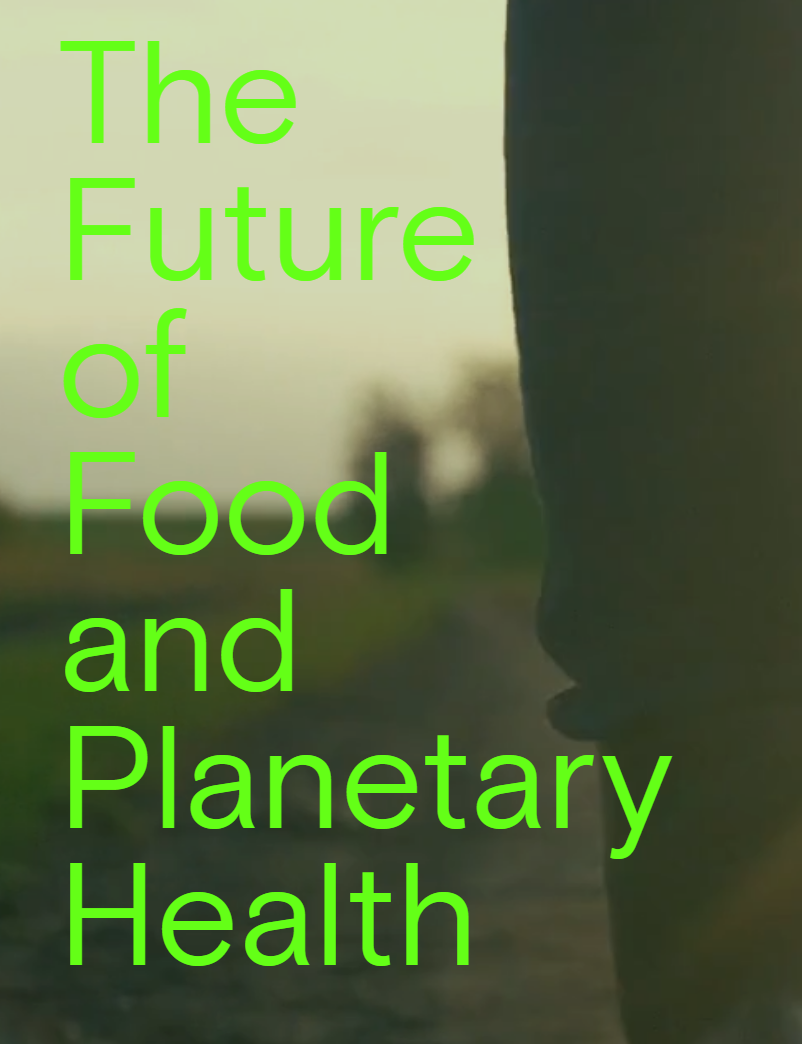 The
Future
of
Food
and
Planetary
Health